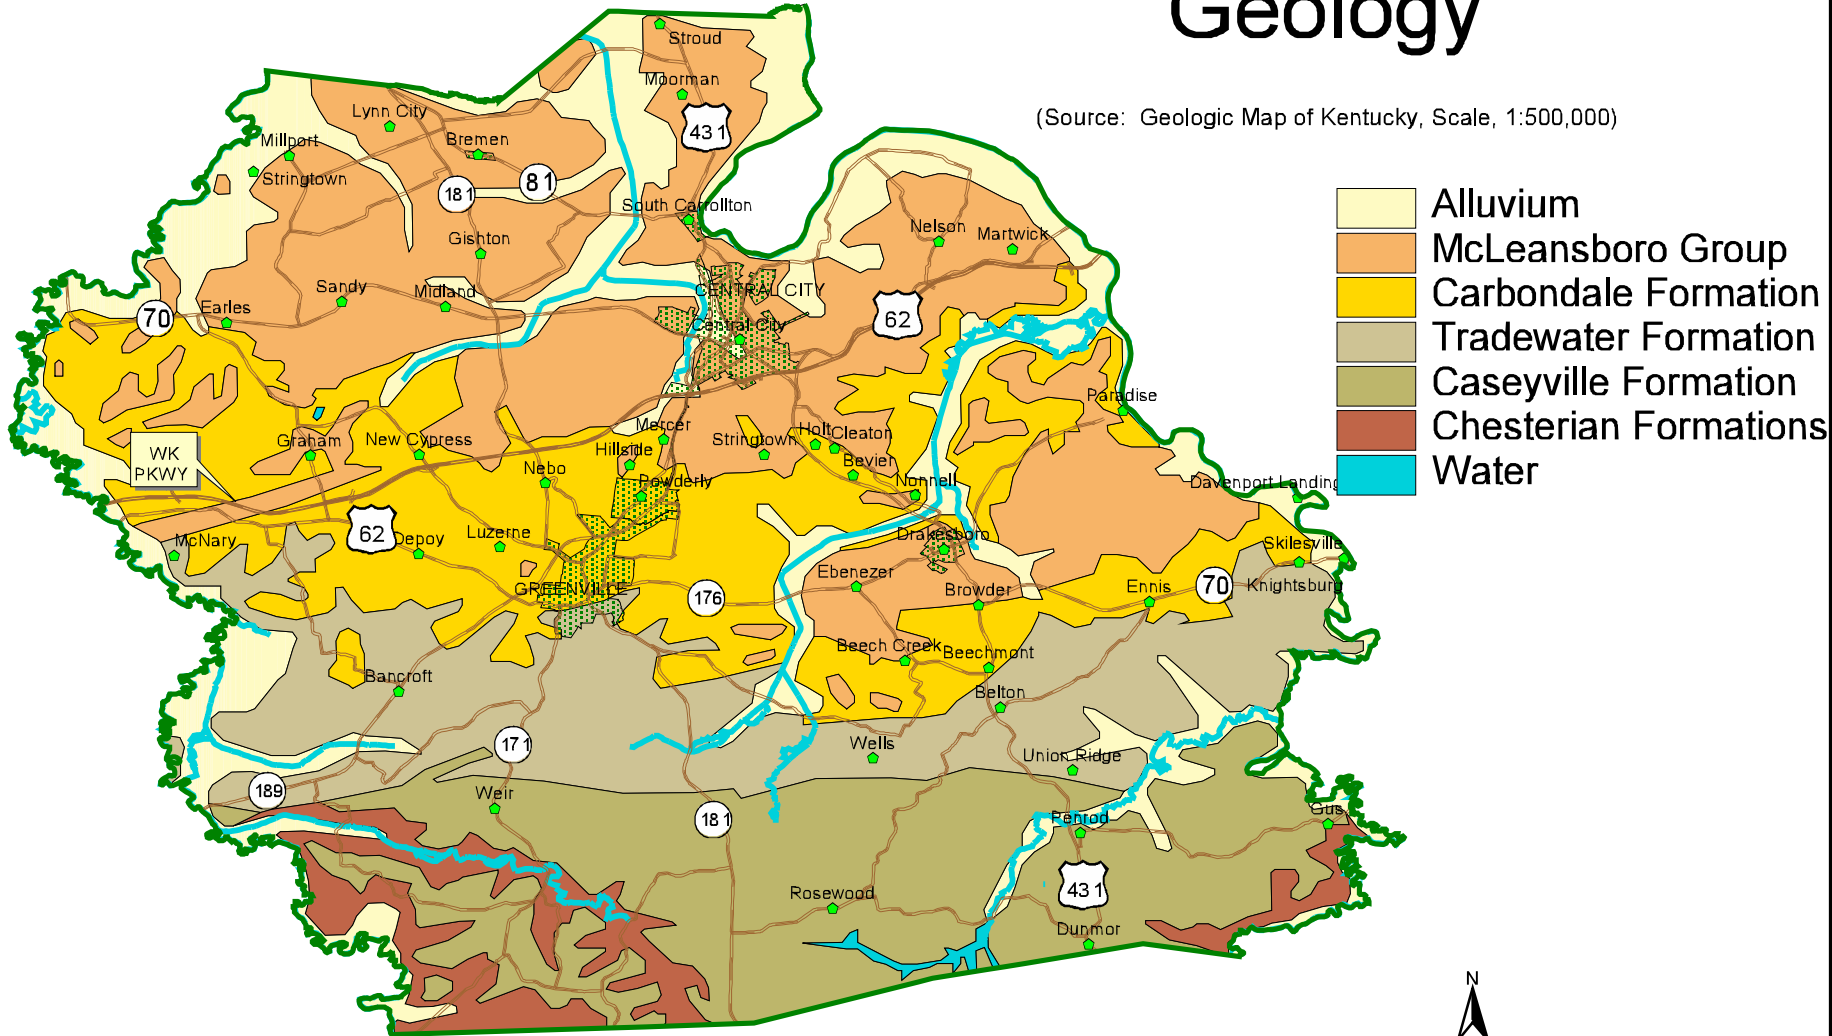 Geology
(Source: Geologic Map of Kentucky, Scale, 1:500,000)
Alluvium
McLeansboro Group
Carbondale Formation
Tradewater Formation
Caseyville Formation
Chesterian Formations
Water
Stroud
Moorman
431
Lynn City
Bremen
Millport
Stringtown
181
81
South Carrollton
Gishton
Nelson
Martwick
Sandy
Midland
CENTRAL CITY
Earles
70
Central City
62
Paradise
Graham
New Cypress
Mercer
Stringtown
Holt
Cleaton
WK
PKWY
Hillside
Bevier
Nebo
Powderly
Nonnell
Davenport Landing
62
McNary
Depoy
Luzerne
Drakesboro
Skilesville
GREENVILLE
176
Ebenezer
Browder
Ennis
70
Knightsburg
Beech Creek
Beechmont
Bancroft
Belton
171
Wells
Union Ridge
189
Weir
181
Penrod
Gus
431
Rosewood
Dunmor
N